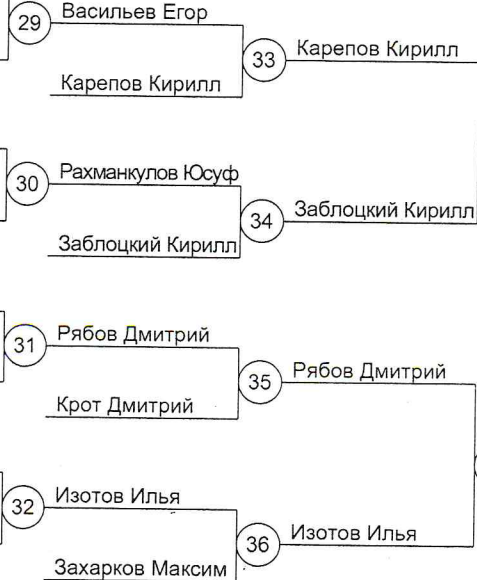 29
Васильев Егор
33
Карепов Кирилл
Карепов Кирилл
30
Рахманкулов Юсуф
34
Заблоцкий Кирилл
Заблоцкий Кирилл
31
Рябов Дмитрий
35
Рябов Дмитрий
Крот Дмитрий
32
Изотов Илья
36
Изотов Илья
Захарков Максим